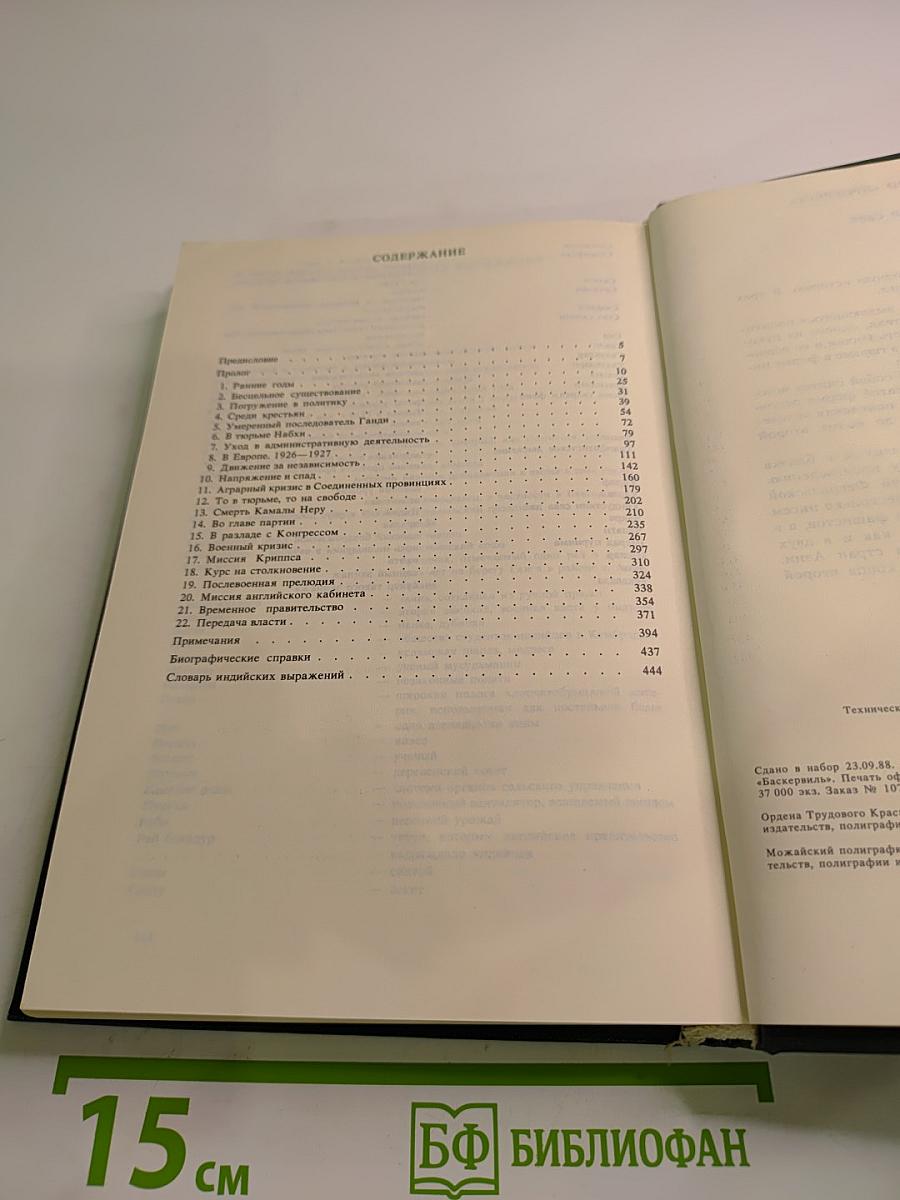 СОДЕРЖАНИЕ
Предисловие . . . 5
Пролог . . . 7
1. Ранние годы . . . 10
2. Бесцельное существование . . . 25
3. Погружение в политику . . . 31
4. Среди крестьян . . . 39
5. Умеренный последователь Ганди . . . 54
6. В тюрьме Набхи . . . 72
7. Уход в административную деятельность . . . 79
8. В Европе. 1926—1927 . . . 97
9. Движение за независимость . . . 111
10. Напряжение и спад . . . 142
11. Аграрный кризис в Соединенных провинциях . . . 160
12. То в тюрьме, то на свободе . . . 179
13. Смерть Камалы Неру . . . 202
14. Во главе партии . . . 210
15. В разладе с Конгрессом . . . 235
16. Военный кризис . . . 267
17. Миссия Криппса . . . 297
18. Курс на столкновение . . . 310
19. Послевоенная прелюдия . . . 324
20. Миссия английского кабинета . . . 338
21. Временное правительство . . . 354
22. Передача власти . . . 371
Примечания . . . 394
Биографические справки . . . 437
Словарь индийских выражений . . . 444
Техническ
Сдано в набор 23.09.88.
«Баскервиль». Печать оф
37 000 экз. Заказ № 107
Ордена Трудового Крас
издательств, полиграфи
Можайский полиграфк
тельств, полиграфии и
15 см
БФ БИБЛИОФАН